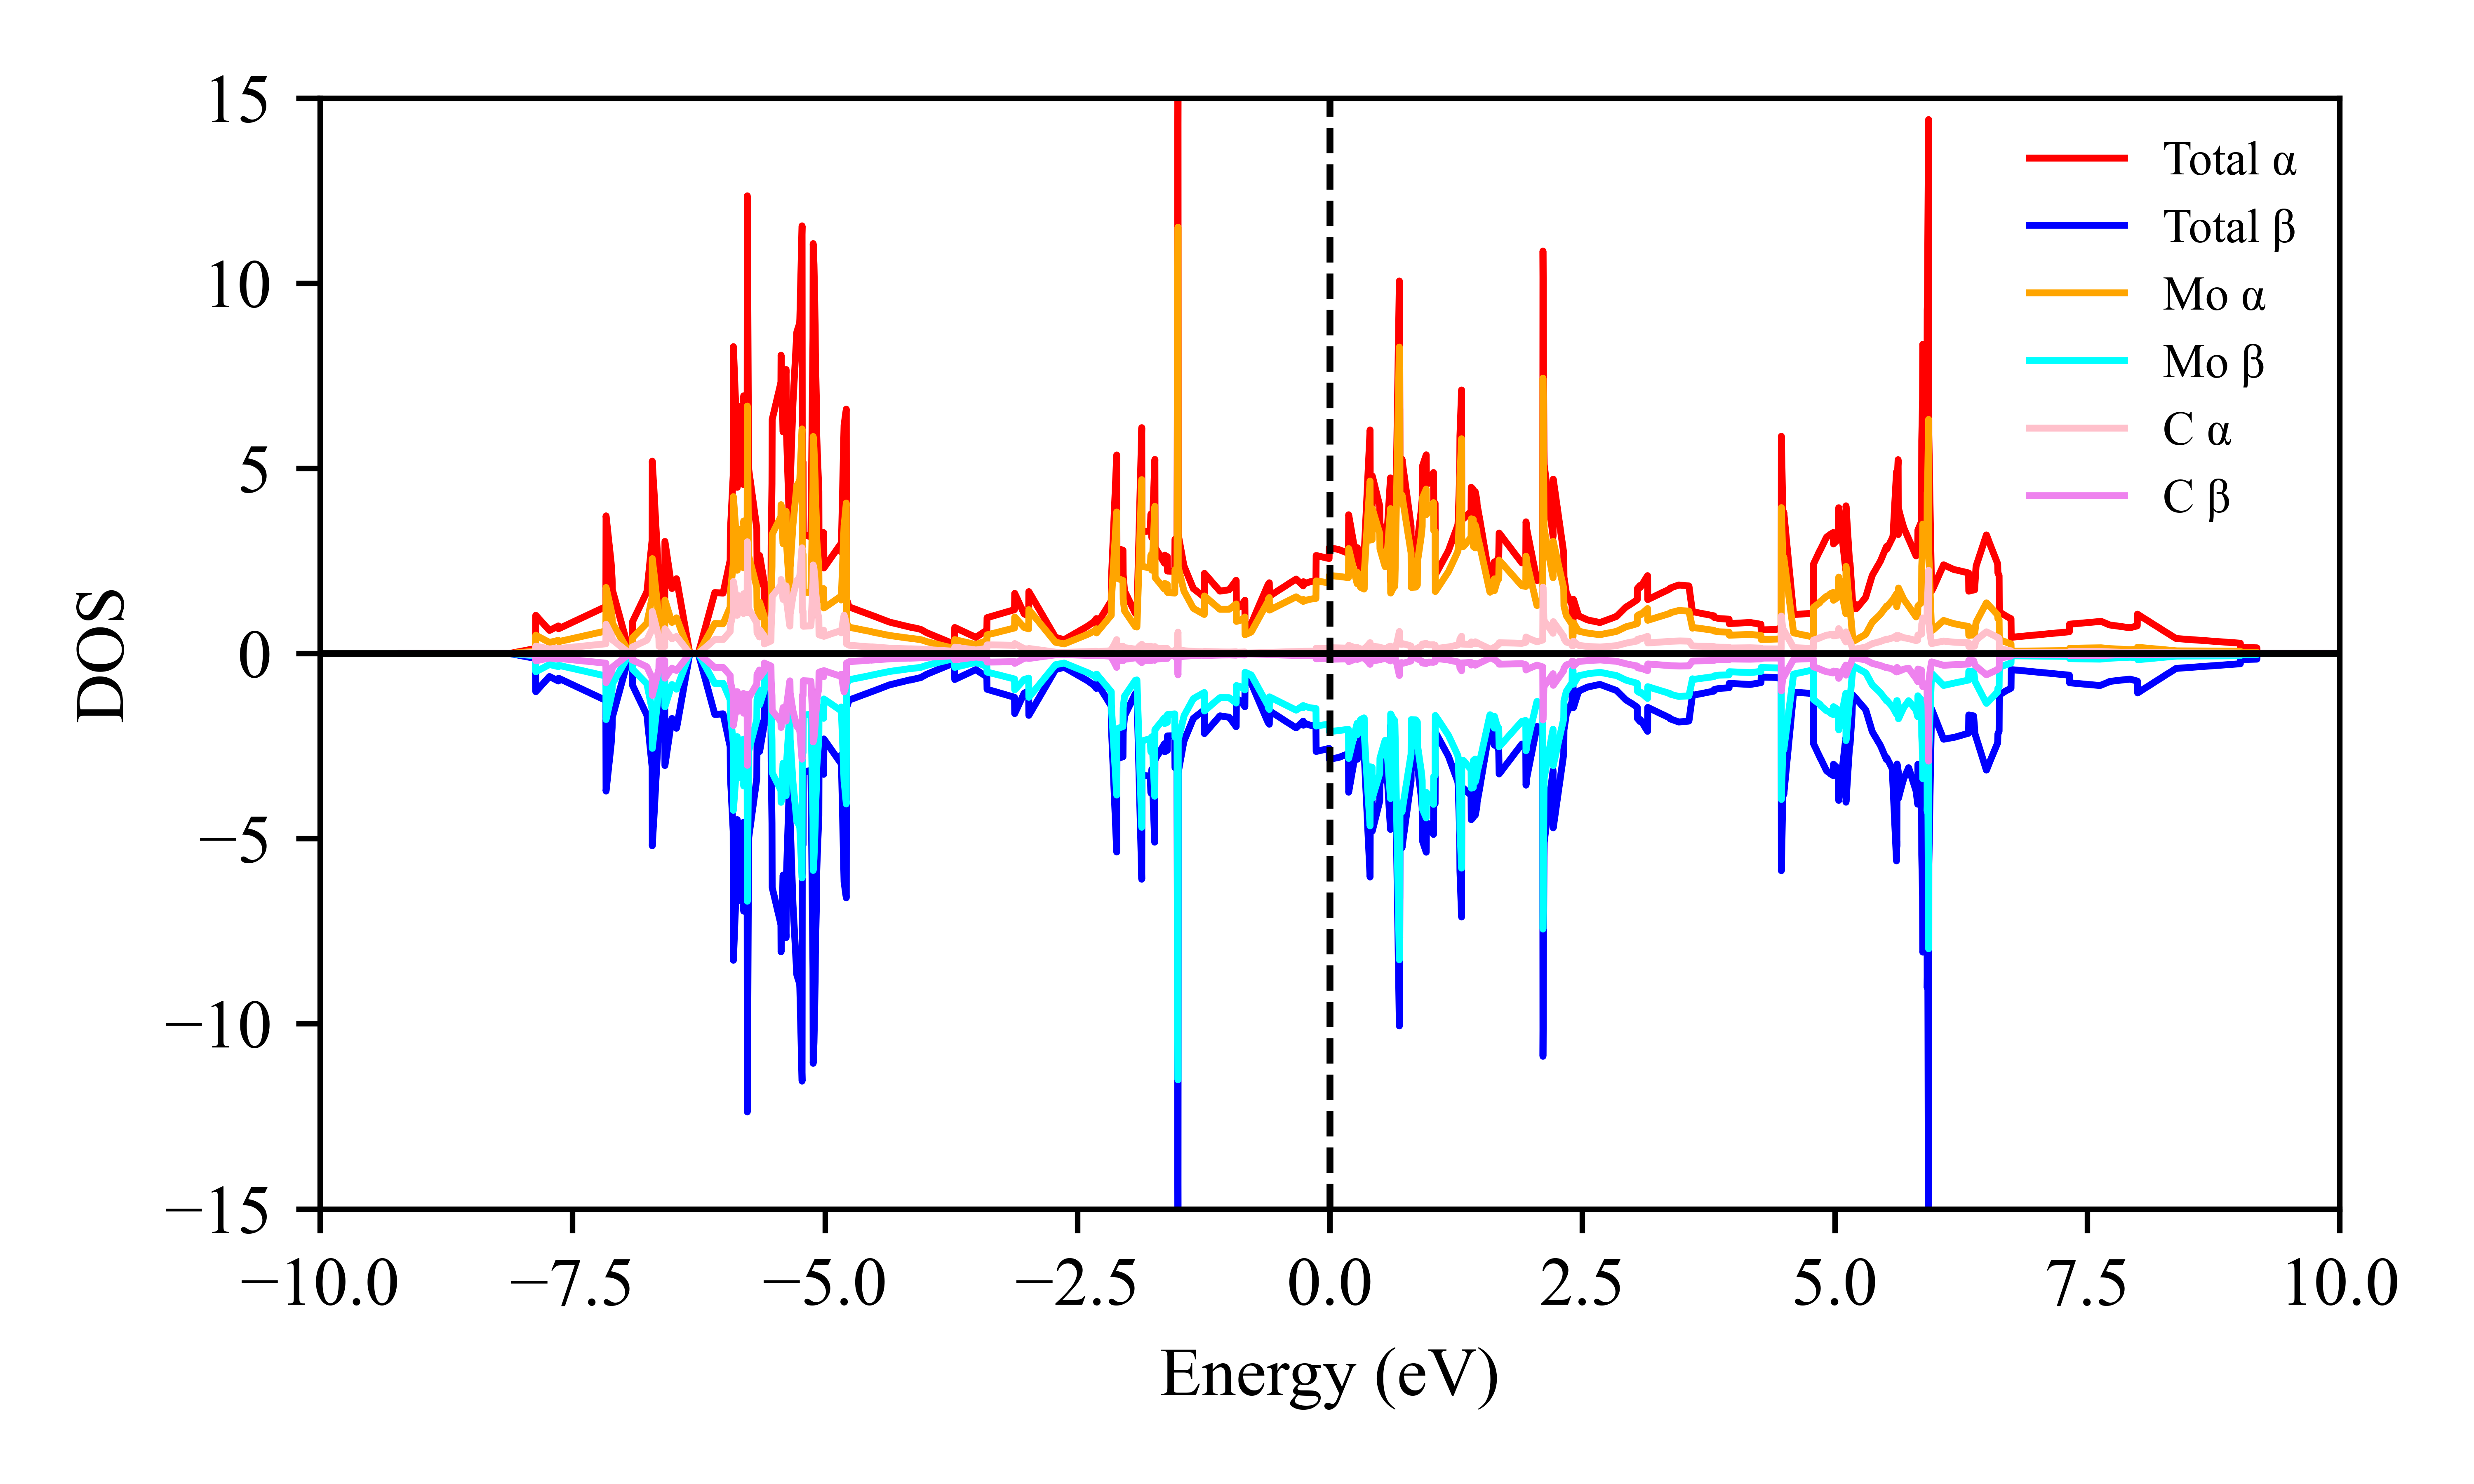 15
10
5
0
−5
−10
−15
DOS
−10.0 −7.5 −5.0 −2.5 0.0 2.5 5.0 7.5 10.0
Energy (eV)
Total α
Total β
Mo α
Mo β
C α
C β